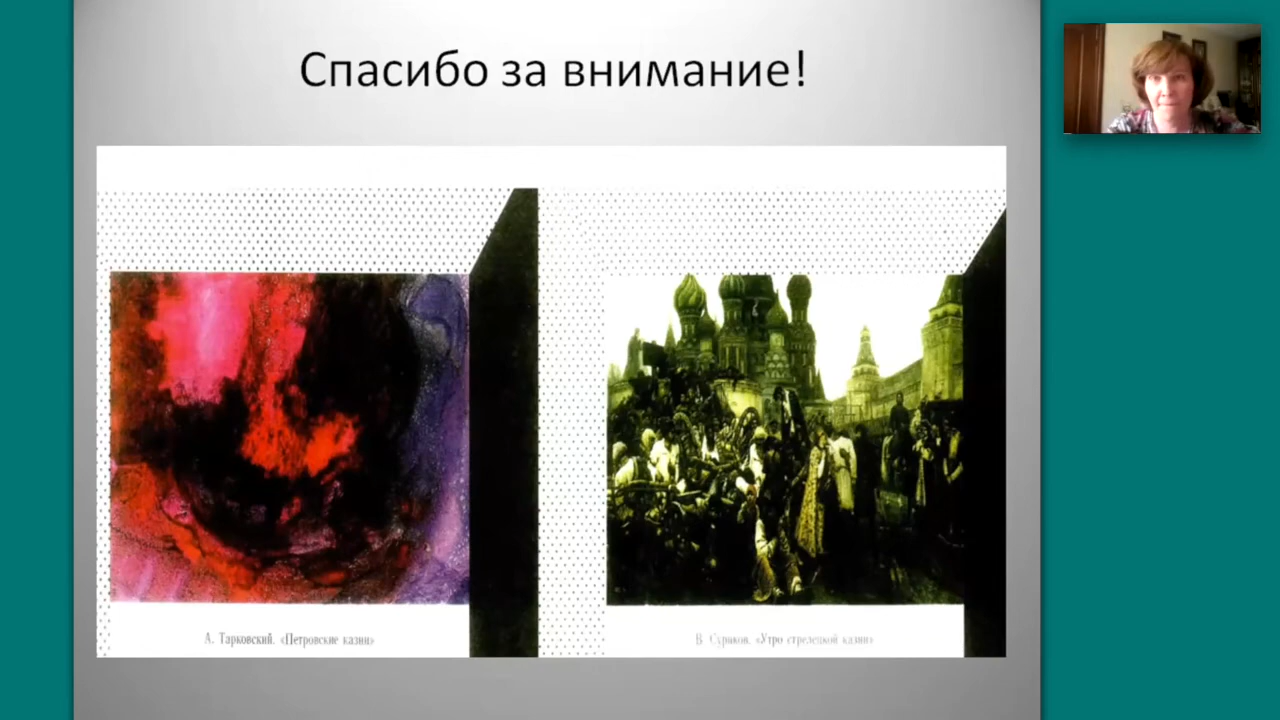 Спасибо за внимание!
А. Тарковский. «Петровские казни»
В. Суриков. «Утро стрелецкой казни»